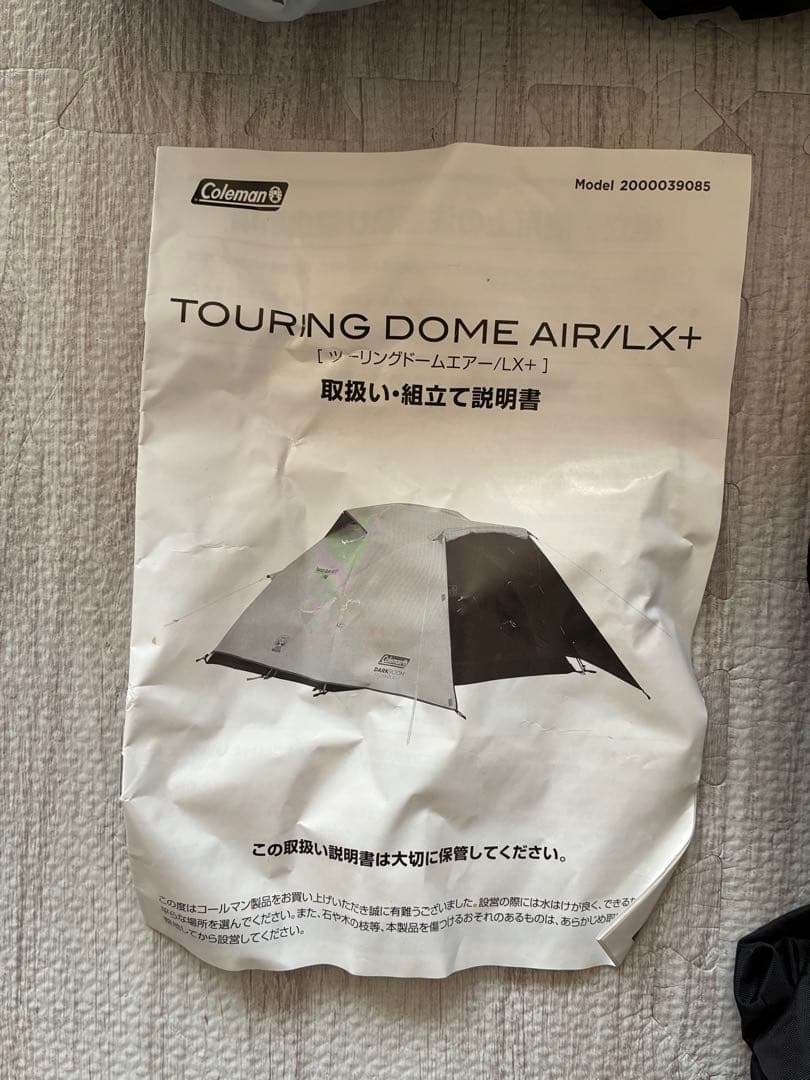 Coleman
Model 2000039085
TOURING DOME AIR/LX+
[ ツーリングドームエアー/LX+ ]
取扱い・組立て説明書
Coleman
DARKROOM
この取扱い説明書は大切に保管してください。
この度はコールマン製品をお買い上げいただき誠に有難うございました。設営の際には水はけが良く、できるだ
平らな場所を選んでください。また、石や木の枝等、本製品を傷つけるおそれのあるものは、あらかじめ
してから設営してください。